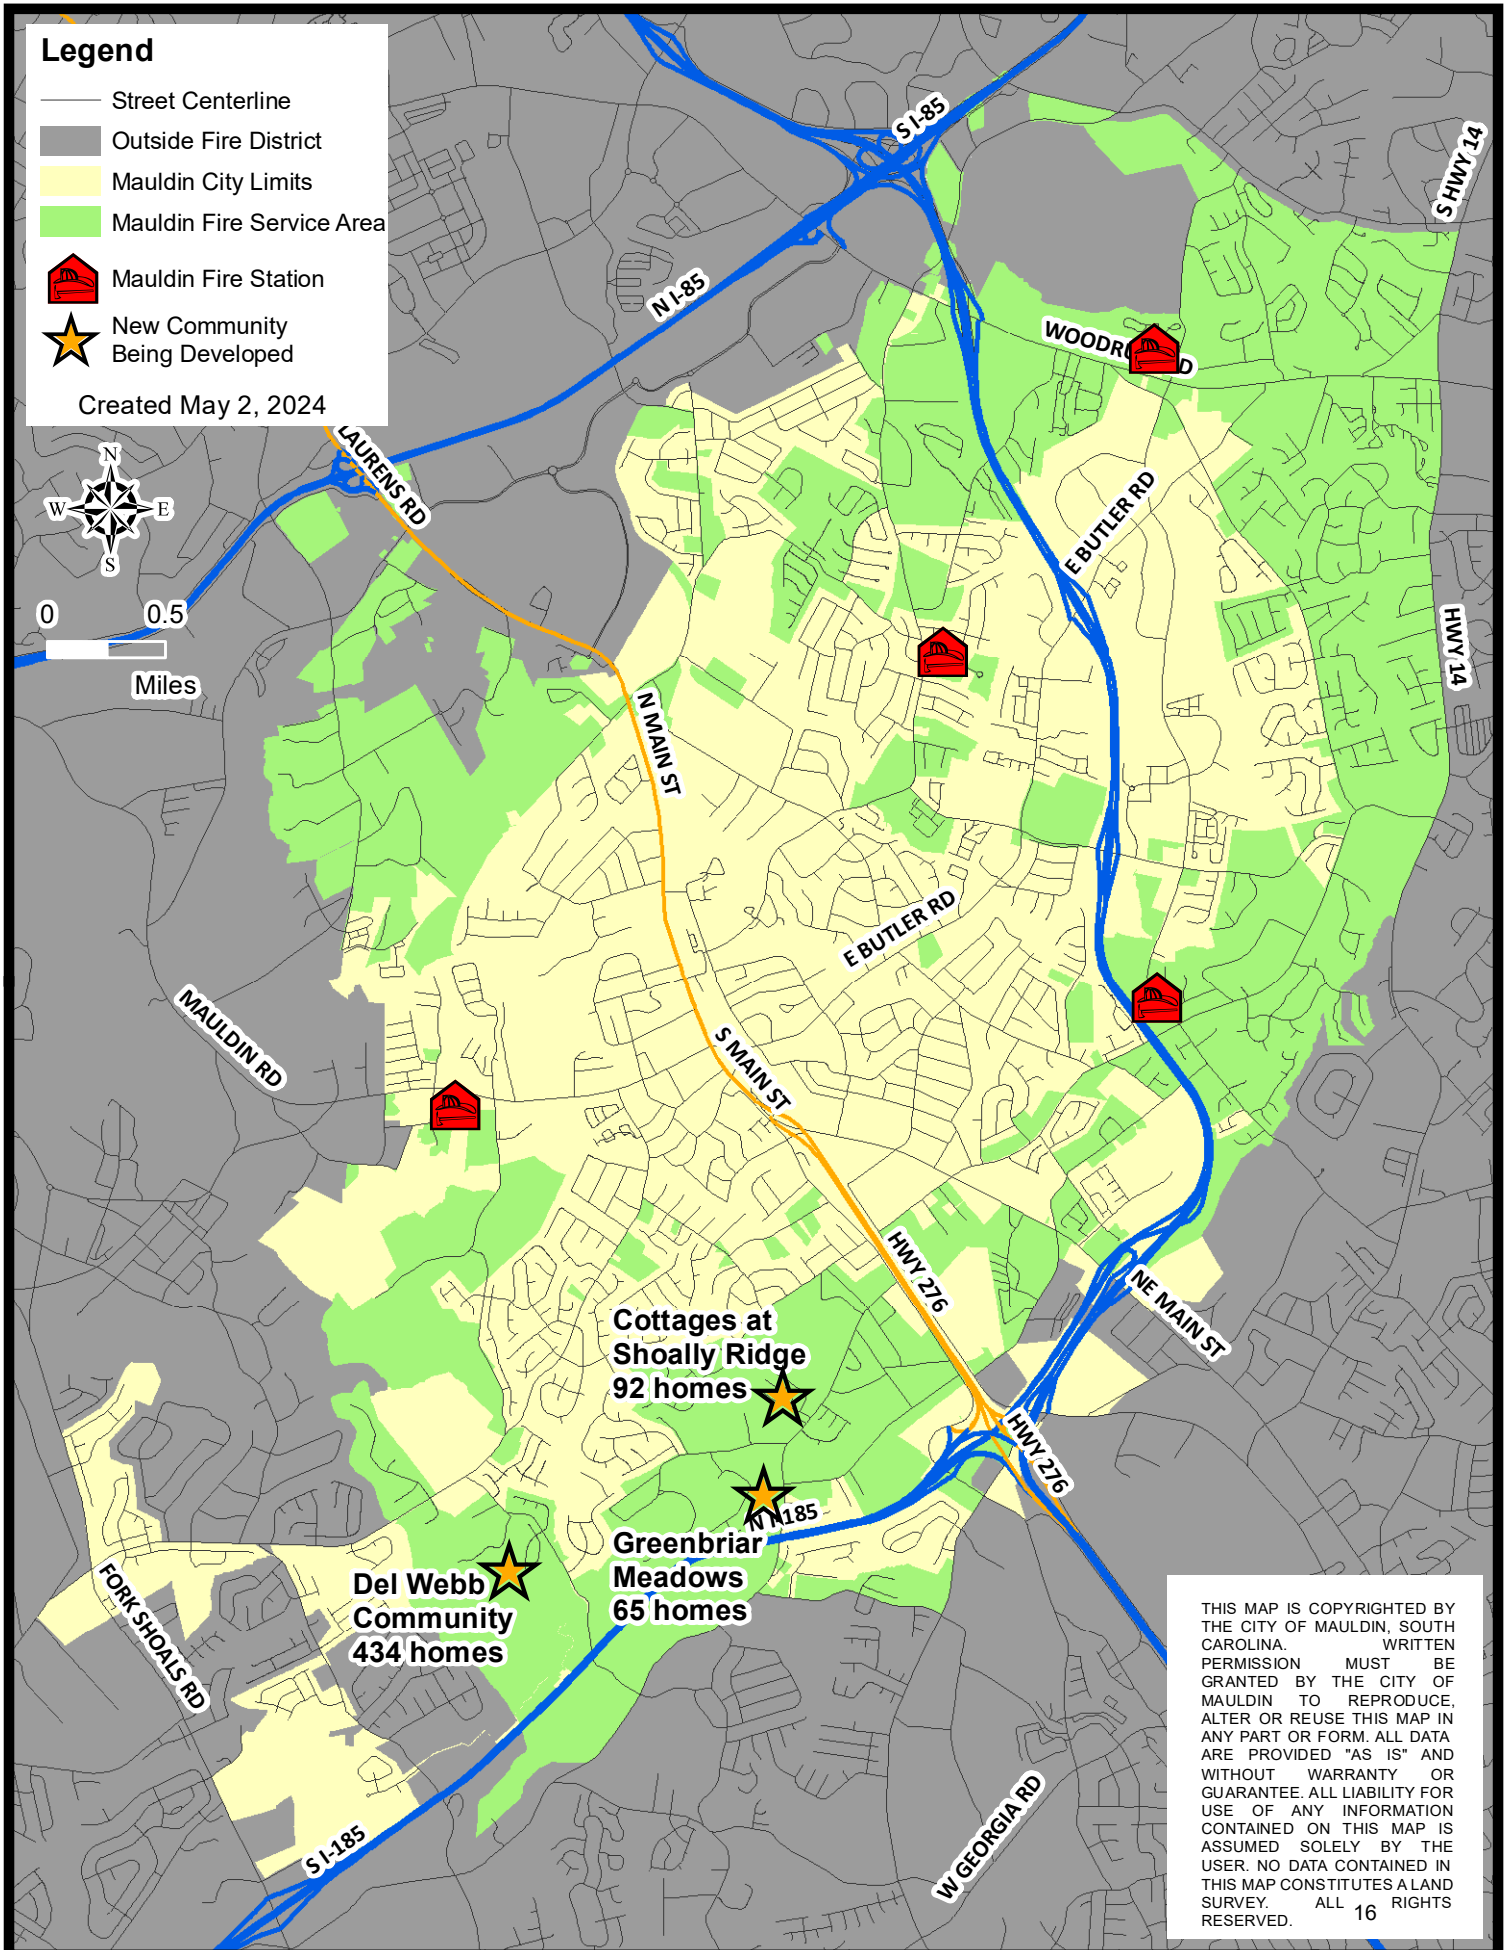 Legend
Street Centerline
Outside Fire District
Mauldin City Limits
Mauldin Fire Service Area
Mauldin Fire Station
New Community
Being Developed
Created May 2, 2024
N
W
E
S
0
0.5
Miles
S I-85
N I-85
S HWY 14
LAURENS RD
E BUTLER RD
HWY 14
N MAIN ST
E BUTLER RD
MAULDIN RD
S MAIN ST
HWY 276
NE MAIN ST
Cottages at
Shoally Ridge
92 homes
HWY 276
Greenbriar
Meadows
65 homes
Del Webb
Community
434 homes
FORK SHOALS RD
S I-185
W GEORGIA RD
THIS MAP IS COPYRIGHTED BY
THE CITY OF MAULDIN, SOUTH
CAROLINA. WRITTEN
PERMISSION MUST BE
GRANTED BY THE CITY OF
MAULDIN TO REPRODUCE,
ALTER OR REUSE THIS MAP IN
ANY PART OR FORM. ALL DATA
ARE PROVIDED "AS IS" AND
WITHOUT WARRANTY OR
GUARANTEE. ALL LIABILITY FOR
USE OF ANY INFORMATION
CONTAINED ON THIS MAP IS
ASSUMED SOLELY BY THE
USER. NO DATA CONTAINED IN
THIS MAP CONSTITUTES A LAND
SURVEY. ALL RIGHTS
RESERVED.
16